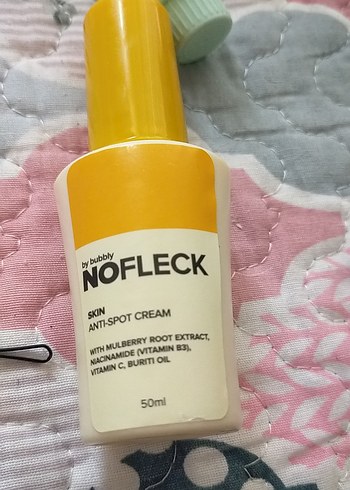 by bubbly
NOFLECK
SKIN
ANTI-SPOT CREAM
WITH MULBERRY ROOT EXTRACT,
NIACINAMIDE (VITAMIN B3),
VITAMIN C, BURITI OIL
50ml